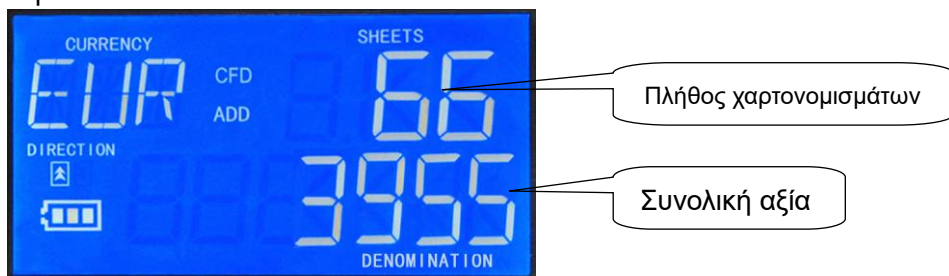 CURRENCY
SHEETS
EUR
CFD
ADD
66
Πλήθος χαρτονομισμάτων
DIRECTION
3955
Συνολική αξία
DENOMINATION